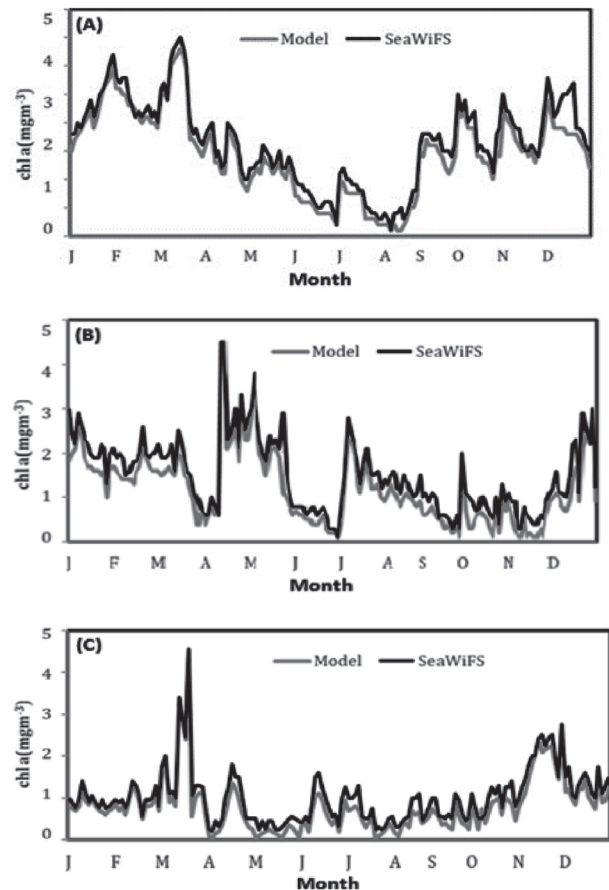 (A)
Model SeaWiFS
chl a(mgm-3)
5
4
3
2
1
0
J F M A M J J A S O N D
Month
(B)
Model SeaWiFS
chl a(mgm-3)
5
4
3
2
1
0
J F M A M J J A S O N D
Month
(C)
Model SeaWiFS
chl a(mgm-3)
5
4
3
2
1
0
J F M A M J J A S O N D
Month